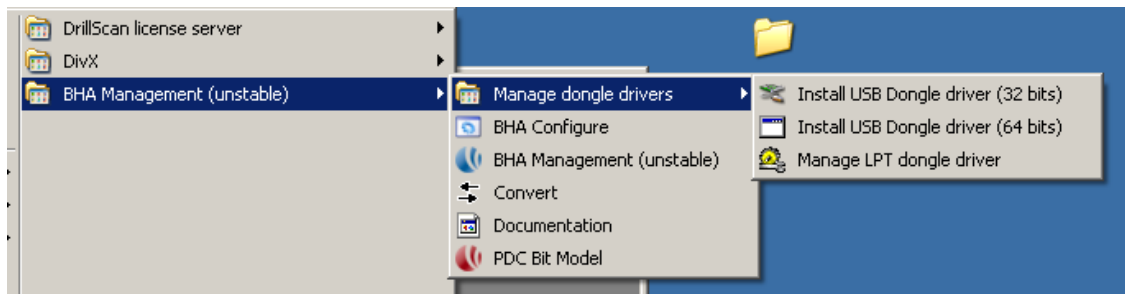 DrillScan license server
DivX
BHA Management (unstable)
Manage dongle drivers
BHA Configure
BHA Management (unstable)
Convert
Documentation
PDC Bit Model
Install USB Dongle driver (32 bits)
Install USB Dongle driver (64 bits)
Manage LPT dongle driver